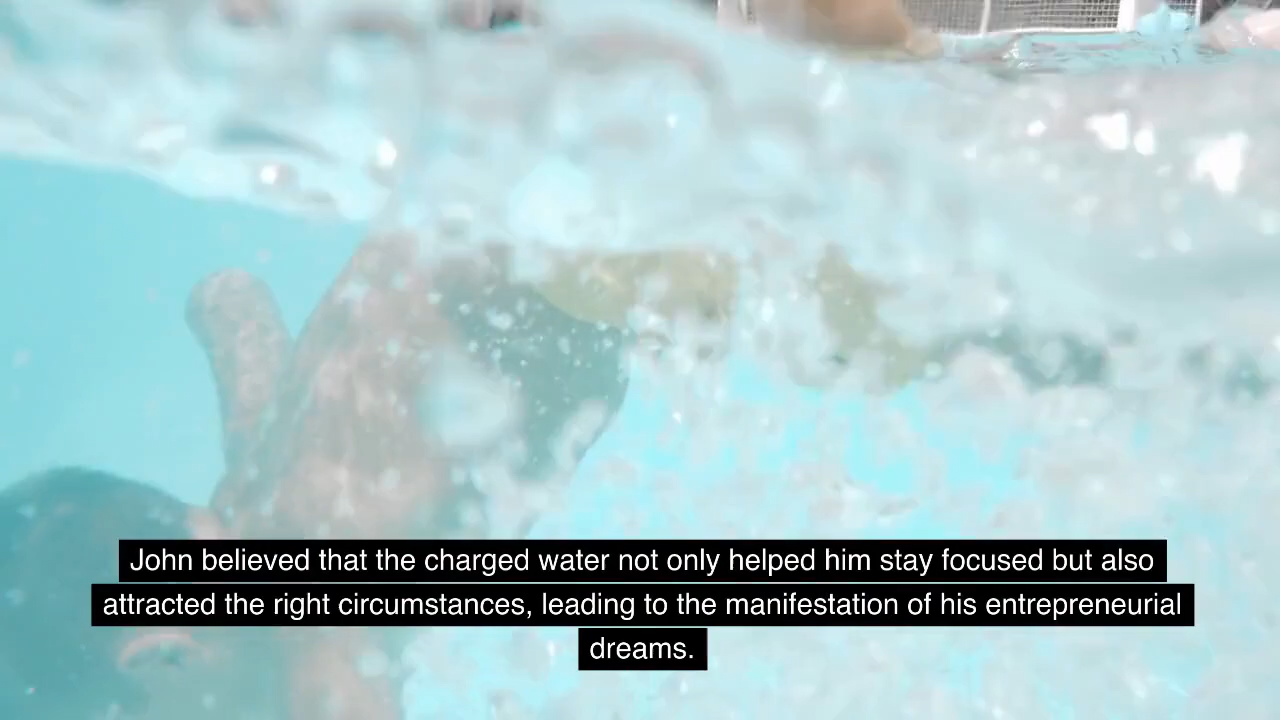 John believed that the charged water not only helped him stay focused but also
attracted the right circumstances, leading to the manifestation of his entrepreneurial
dreams.